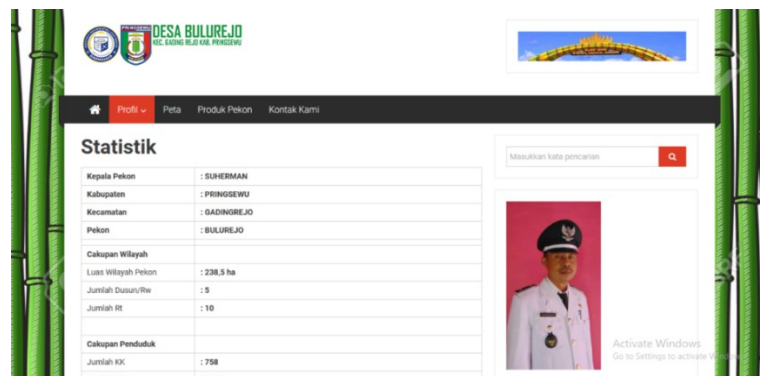 DESA BULUREJO
KEC. GADING REJO KAB. PRINGSEWU
Profil
Peta
Produk Pekon
Kontak Kami
Statistik
Masukkan kata pencarian
Kepala Pekon : SUHERMAN
Kabupaten : PRINGSEWU
Kecamatan : GADINGREJO
Pekon : BULUREJO
Cakupan Wilayah
Luas Wilayah Pekon : 238,5 ha
Jumlah Dusun/Rw : 5
Jumlah Rt : 10
Cakupan Penduduk
Jumlah KK : 758
Activate Windows
Go to Settings to activate Windows